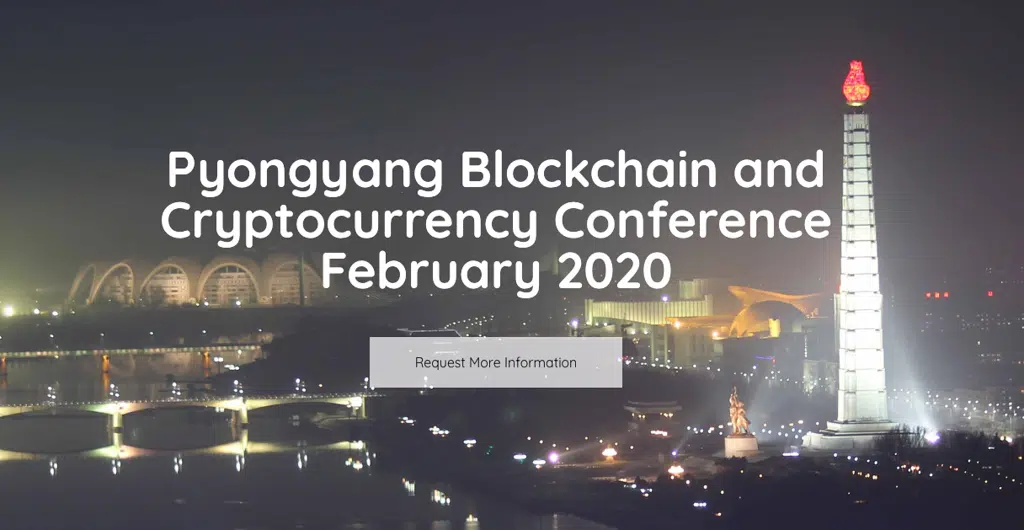 Pyongyang Blockchain and
Cryptocurrency Conference
February 2020
Request More Information